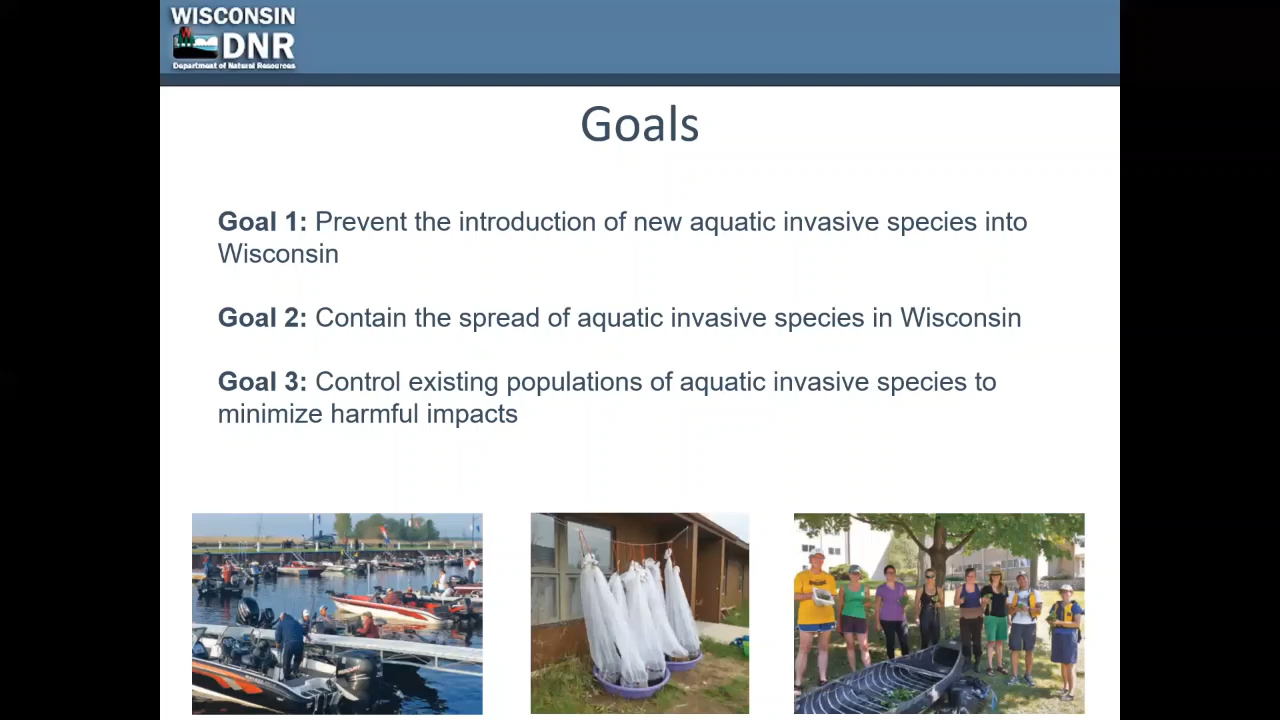 WISCONSIN
DNR
Department of Natural Resources
Goals
Goal 1: Prevent the introduction of new aquatic invasive species into
Wisconsin
Goal 2: Contain the spread of aquatic invasive species in Wisconsin
Goal 3: Control existing populations of aquatic invasive species to
minimize harmful impacts